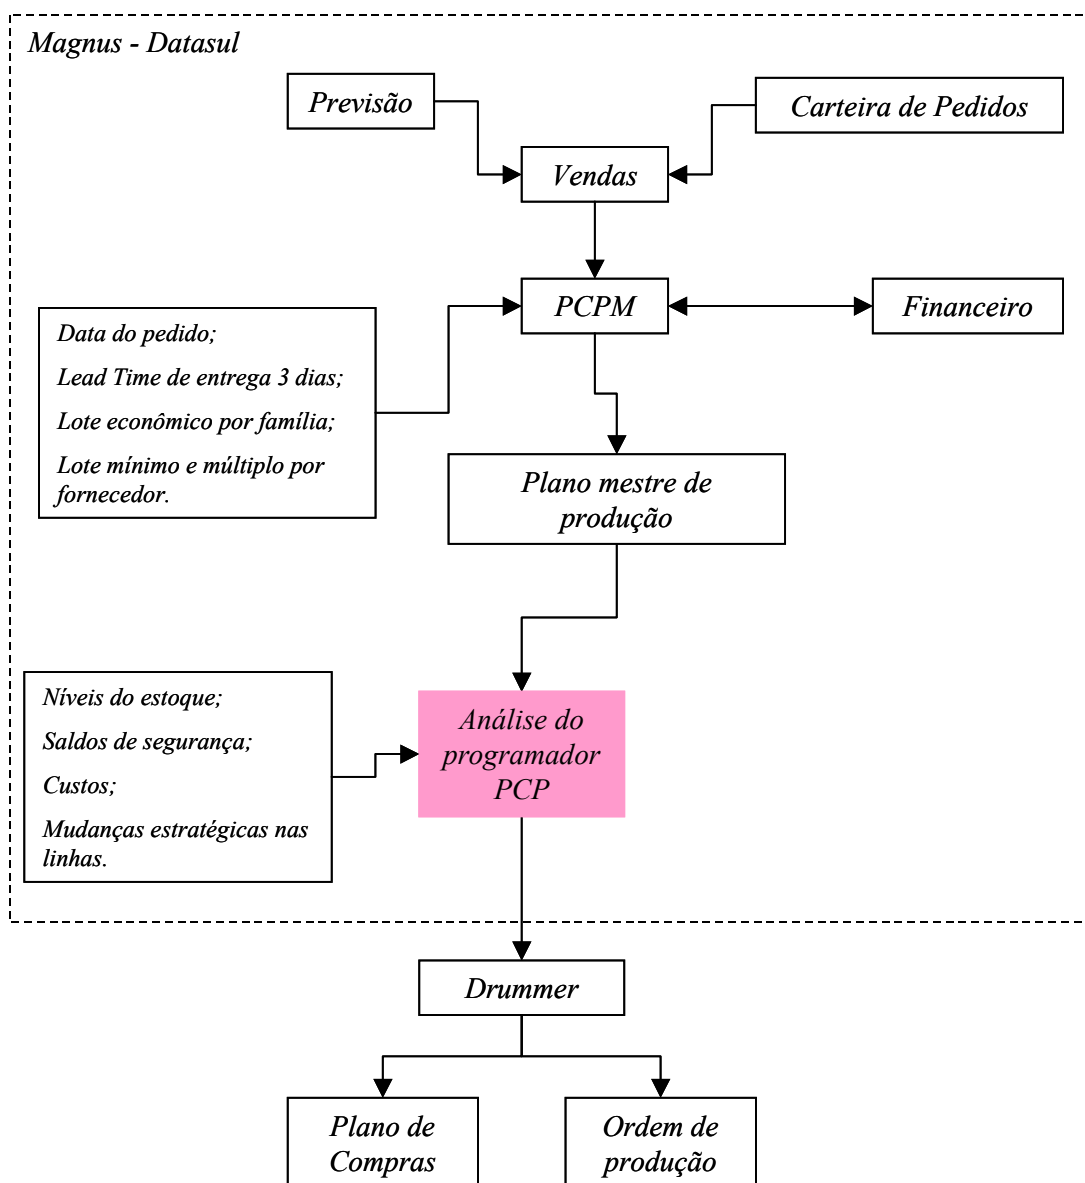 Magnus - Datasul
Previsão
Carteira de Pedidos
Vendas
PCPM
Financeiro
Data do pedido;
Lead Time de entrega 3 dias;
Lote econômico por família;
Lote mínimo e múltiplo por
fornecedor.
Plano mestre de
produção
Níveis do estoque;
Saldos de segurança;
Custos;
Mudanças estratégicas nas
linhas.
Análise do
programador
PCP
Drummer
Plano de
Compras
Ordem de
produção